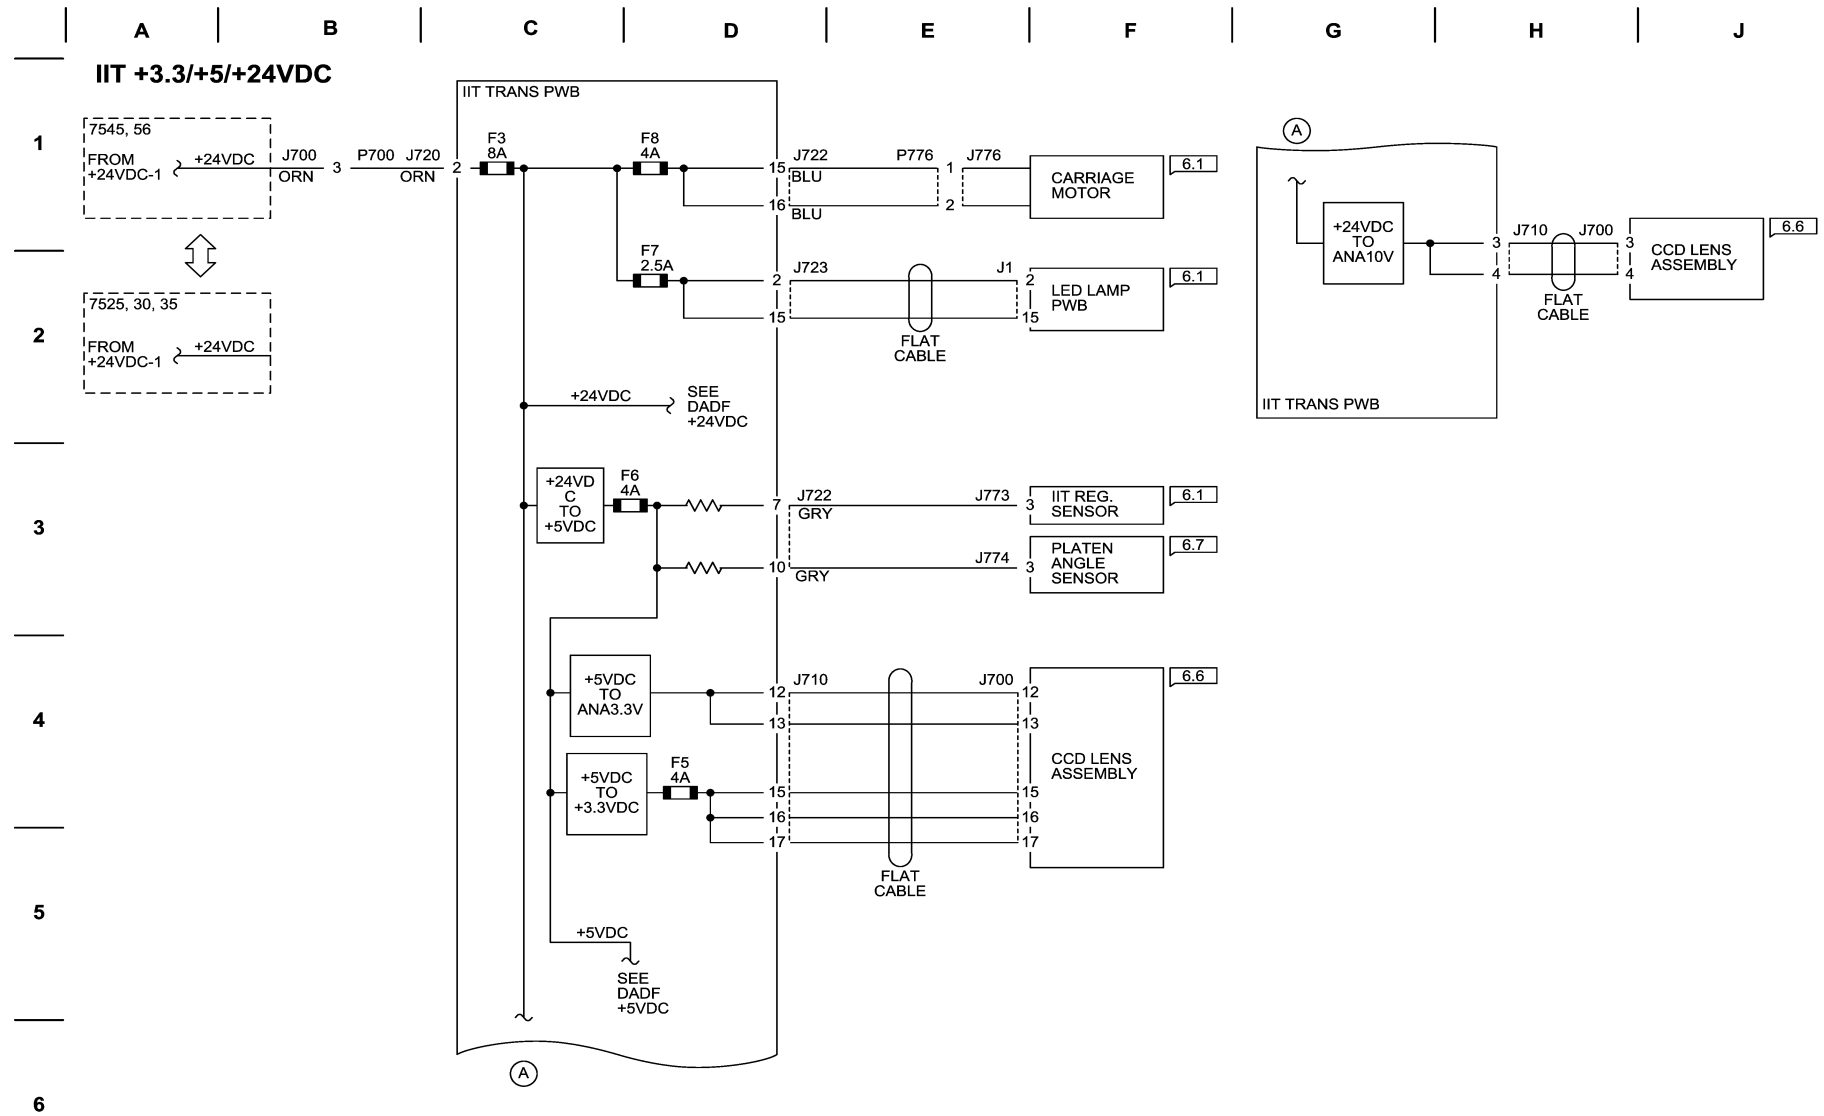 A B C D E F G H J
IIT +3.3/+5/+24VDC
1
2
3
4
5
6
7545, 56
FROM
+24VDC-1
+24VDC
J700
ORN
3
P700
J720
ORN
7525, 30, 35
FROM
+24VDC-1
+24VDC
IIT TRANS PWB
2
F3
8A
F8
4A
15
J722
BLU
16
BLU
P776
1
2
J776
CARRIAGE
MOTOR
6.1
F7
2.5A
2
J723
15
FLAT
CABLE
J1
2
15
LED LAMP
PWB
6.1
+24VDC
SEE
DADF
+24VDC
+24VD
C
TO
+5VDC
F6
4A
7
J722
GRY
J773
3
IIT REG.
SENSOR
6.1
10
GRY
J774
3
PLATEN
ANGLE
SENSOR
6.7
+5VDC
TO
ANA3.3V
12
J710
13
J700
12
13
+5VDC
TO
+3.3VDC
F5
4A
15
16
17
15
16
17
CCD LENS
ASSEMBLY
6.6
FLAT
CABLE
+5VDC
SEE
DADF
+5VDC
A
A
+24VDC
TO
ANA10V
IIT TRANS PWB
3
4
J710
J700
3
4
FLAT
CABLE
CCD LENS
ASSEMBLY
6.6